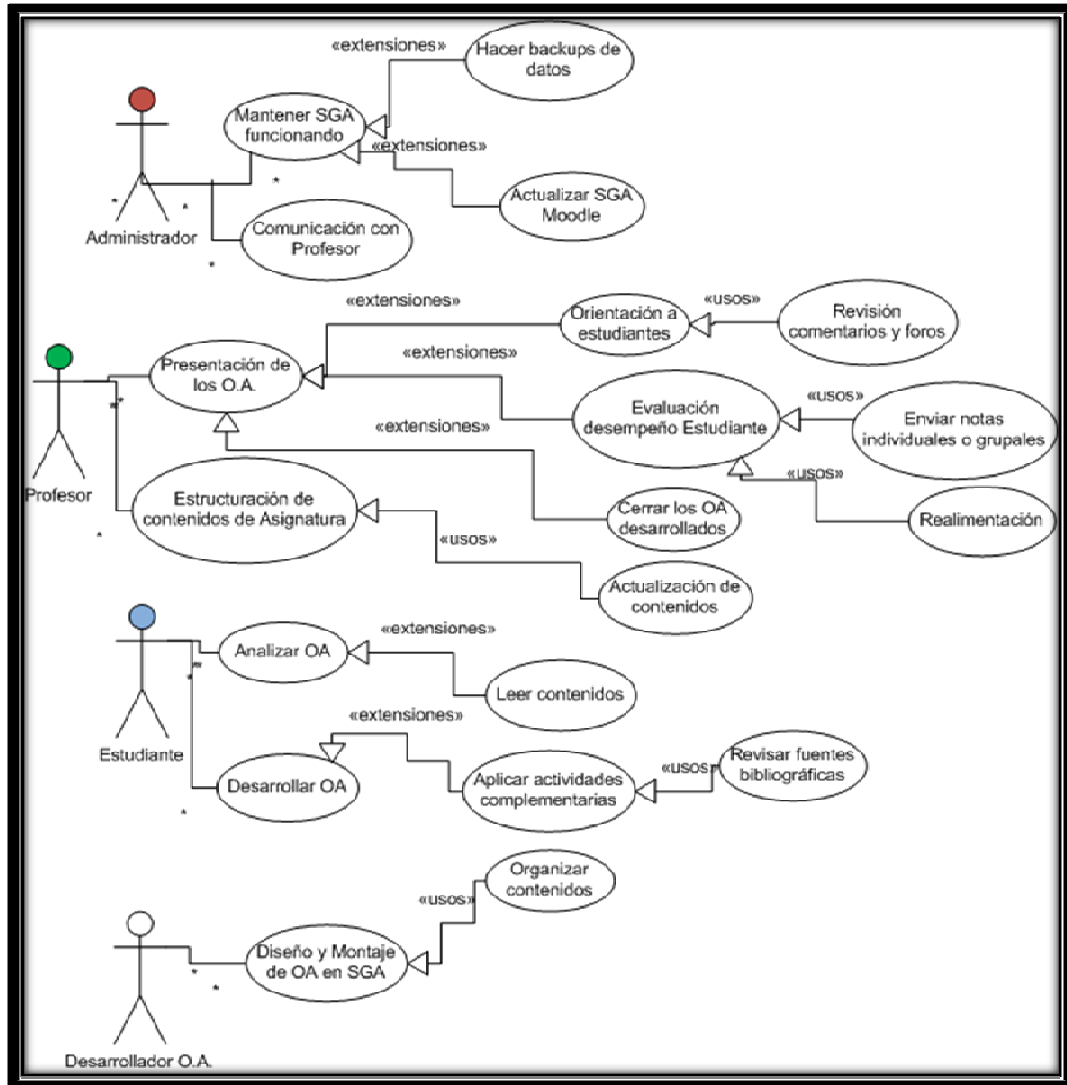 «extensiones»
Hacer backups de
datos
Mantener SGA
funcionando
«extensiones»
Actualizar SGA
Moodle
*
*
*
Administrador
Comunicación con
Profesor
*
«extensiones»
Orientación a
estudiantes
«usos»
Revisión
comentarios y foros
Presentación de
los O.A.
«extensiones»
Evaluación
desempeño Estudiante
«usos»
Enviar notas
individuales o grupales
**
«extensiones»
«usos»
Profesor
Estructuración de
contenidos de Asignatura
Cerrar los OA
desarrollados
Realimentación
*
«usos»
Actualización de
contenidos
«extensiones»
Analizar OA
**
*
Leer contenidos
«extensiones»
Estudiante
Desarrollar OA
Aplicar actividades
complementarias
«usos»
Revisar fuentes
bibliográficas
*
Organizar
contenidos
«usos»
Diseño y Montaje
de OA en SGA
*
*
Desarrollador O.A.